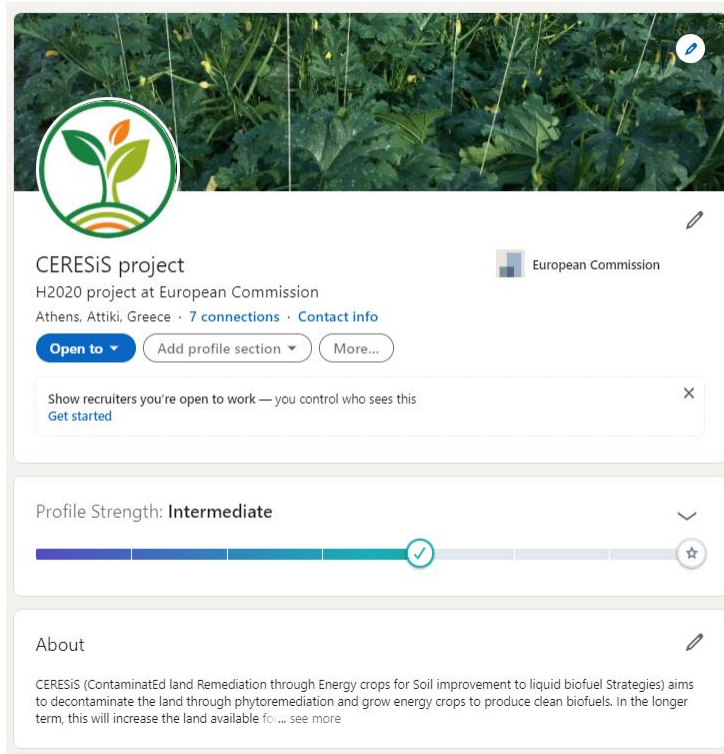 CERESiS project
European Commission
H2020 project at European Commission
Athens, Attiki, Greece · 7 connections · Contact info
Open to
Add profile section
More...
Show recruiters you’re open to work — you control who sees this
Get started
Profile Strength: Intermediate
About
CERESiS (ContaminatEd land Remediation through Energy crops for Soil improvement to liquid biofuel Strategies) aims
to decontaminate the land through phytoremediation and grow energy crops to produce clean biofuels. In the longer
term, this will increase the land available fo... see more